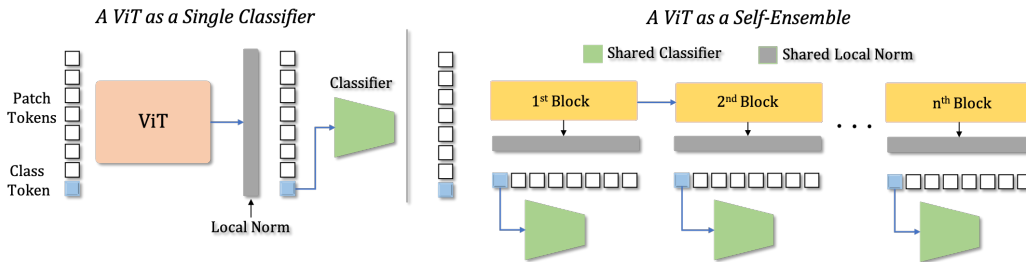 A ViT as a Single Classifier
Patch
Tokens
ViT
Classifier
Class
Token
Local Norm
A ViT as a Self-Ensemble
Shared Classifier
Shared Local Norm
1st Block
2nd Block
. . .
nth Block